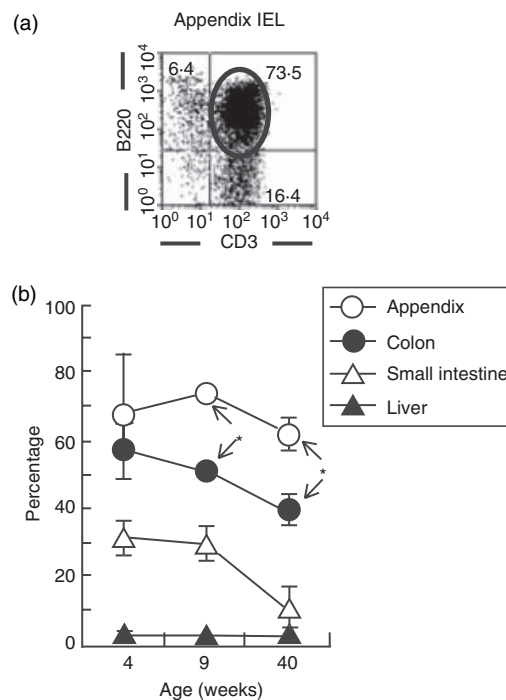 (a)
Appendix IEL
6·4
73·5
16·4
B220
10⁴
10³
10²
10¹
10⁰
10⁰ 10¹ 10² 10³ 10⁴
CD3
(b)
100
80
60
40
20
0
Percentage
*
*
4 9 40
Age (weeks)
Appendix
Colon
Small intestine
Liver